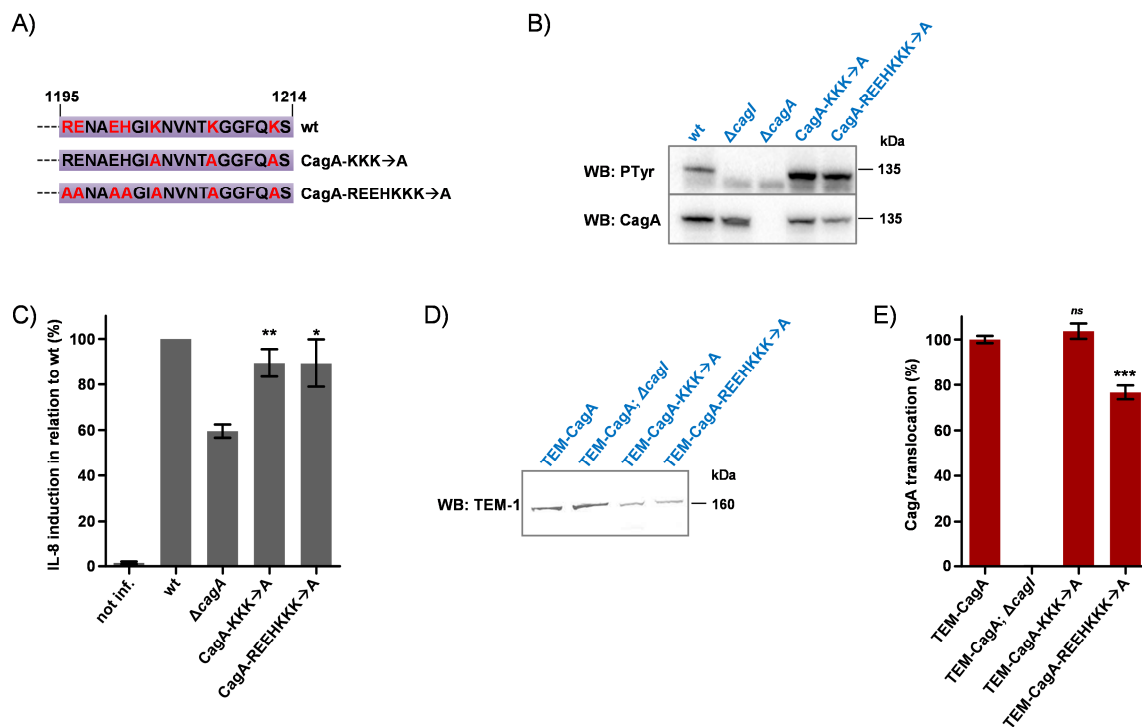 A)
1195 1214
RENAEHGIKNVNTKGGFQKS wt
RENAEHGIANVNTAGGFQAS CagA-KKK→A
AANAAAGIANVNTAGGFQAS CagA-REEHKKK→A
B)
wt
ΔcagI
ΔcagA
CagA-KKK→A
CagA-REEHKKK→A
kDa
WB: PTyr 135
WB: CagA 135
C)
IL-8 induction in relation to wt (%)
100
80
60
40
20
0
** *
not inf.
wt
ΔcagA
CagA-KKK→A
CagA-REEHKKK→A
D)
TEM-CagA
TEM-CagA; ΔcagI
TEM-CagA-KKK→A
TEM-CagA-REEHKKK→A
kDa
WB: TEM-1 160
E)
CagA translocation (%)
100
80
60
40
20
0
ns
***
TEM-CagA
TEM-CagA; ΔcagI
TEM-CagA-KKK→A
TEM-CagA-REEHKKK→A